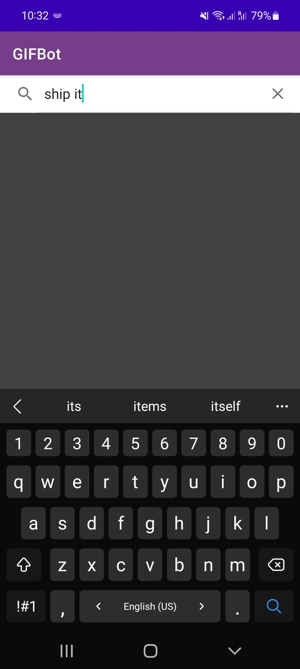 10:32 79%
GIFBot
ship it
its items itself
1 2 3 4 5 6 7 8 9 0
q w e r t y u i o p
a s d f g h j k l
z x c v b n m
!#1 , English (US) .